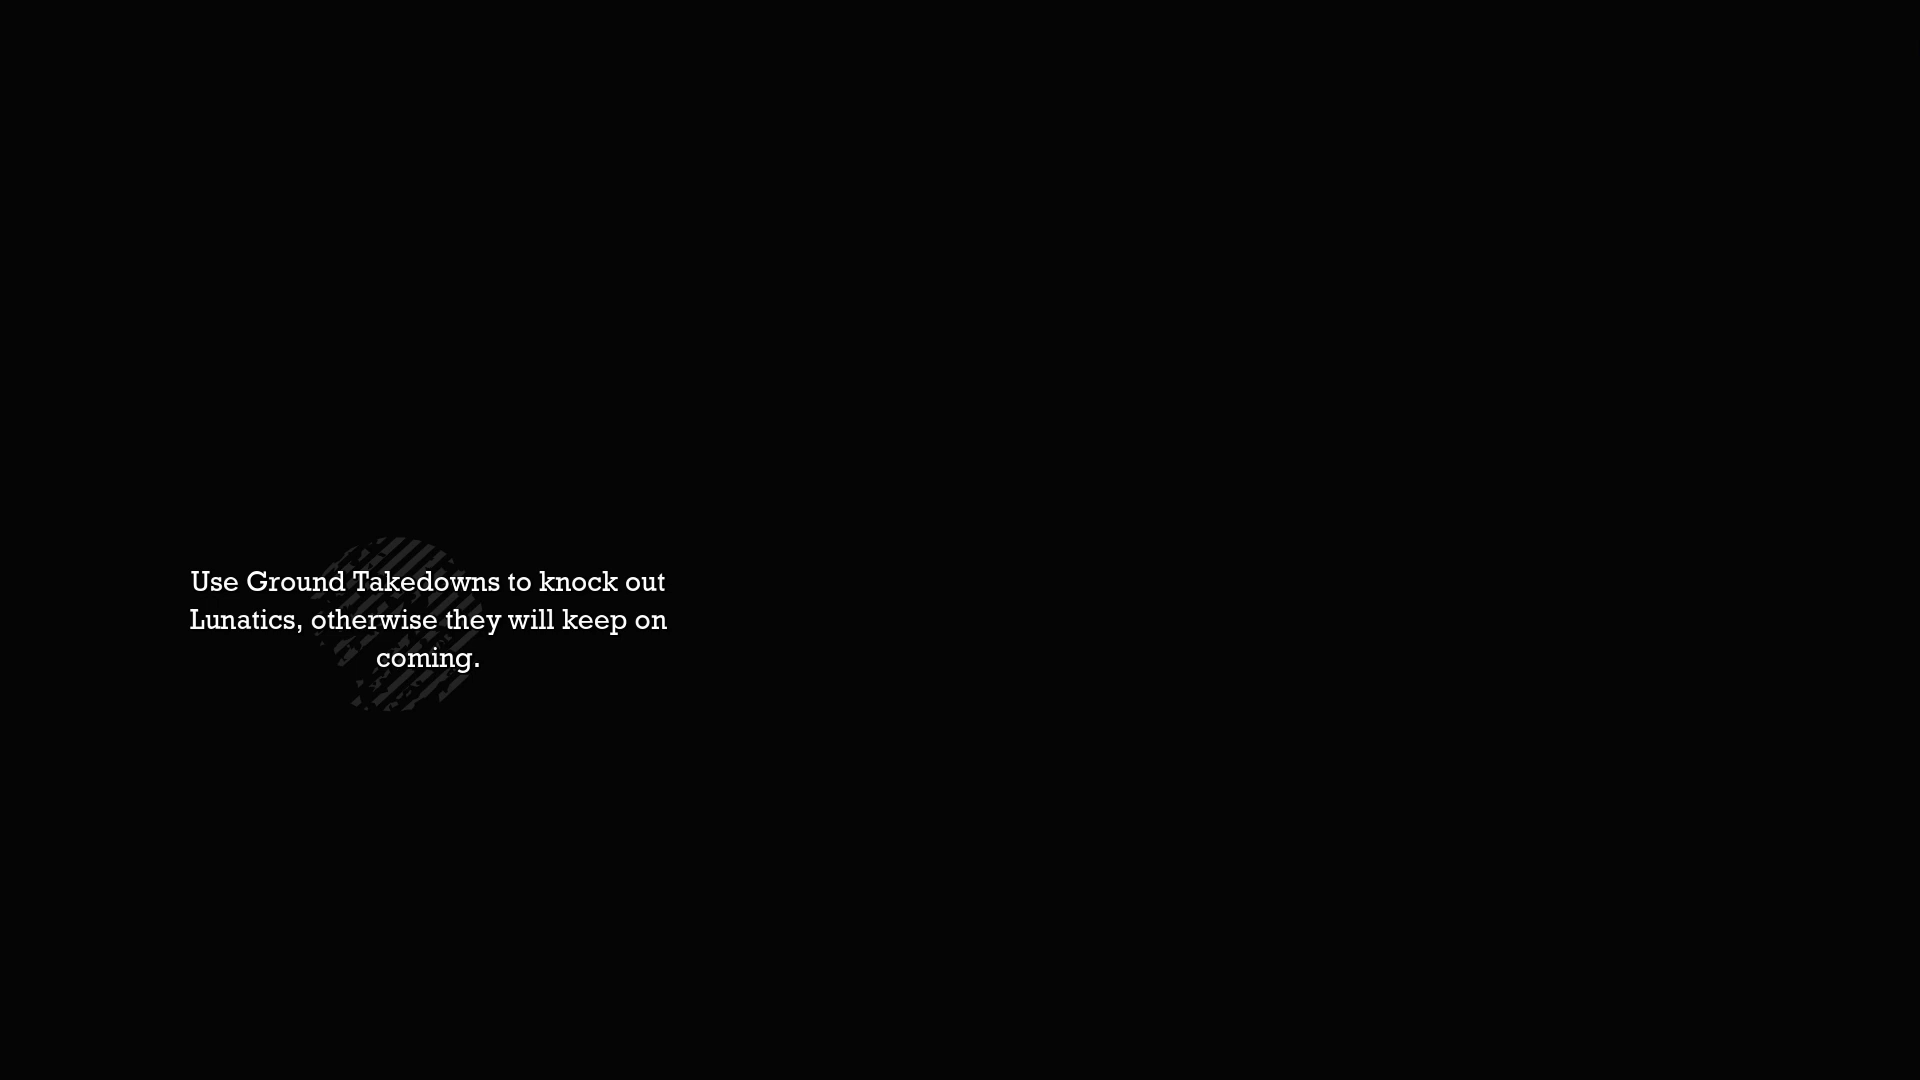 Use Ground Takedowns to knock out
Lunatics, otherwise they will keep on
coming.